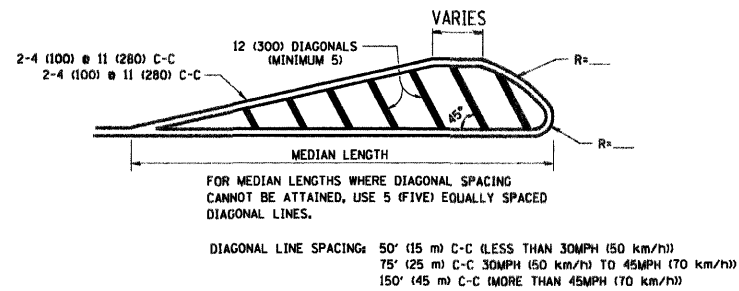 VARIES
12 (300) DIAGONALS
(MINIMUM 5)
2-4 (100) @ 11 (280) C-C
2-4 (100) @ 11 (280) C-C
R=___
45°
R=___
MEDIAN LENGTH
FOR MEDIAN LENGTHS WHERE DIAGONAL SPACING
CANNOT BE ATTAINED, USE 5 (FIVE) EQUALLY SPACED
DIAGONAL LINES.
DIAGONAL LINE SPACING: 50' (15 m) C-C (LESS THAN 30MPH (50 km/h))
75' (25 m) C-C 30MPH (50 km/h) TO 45MPH (70 km/h))
150' (45 m) C-C (MORE THAN 45MPH (70 km/h))